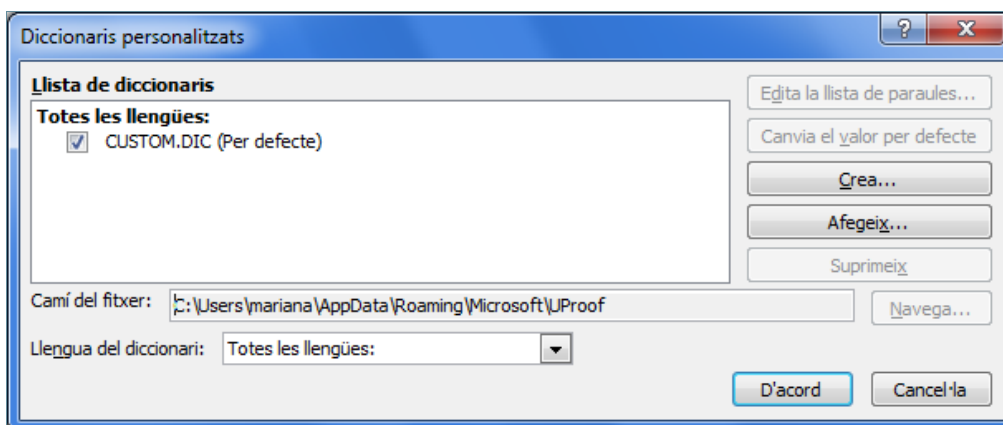 Diccionaris personalitzats
Llista de diccionaris
Totes les llengües:
CUSTOM.DIC (Per defecte)
Edita la llista de paraules...
Canvia el valor per defecte
Crea...
Afegeix...
Suprimeix
Camí del fitxer: C:\Users\mariana\AppData\Roaming\Microsoft\UProof Navega...
Llengua del diccionari: Totes les llengües:
D'acord Cancel·la